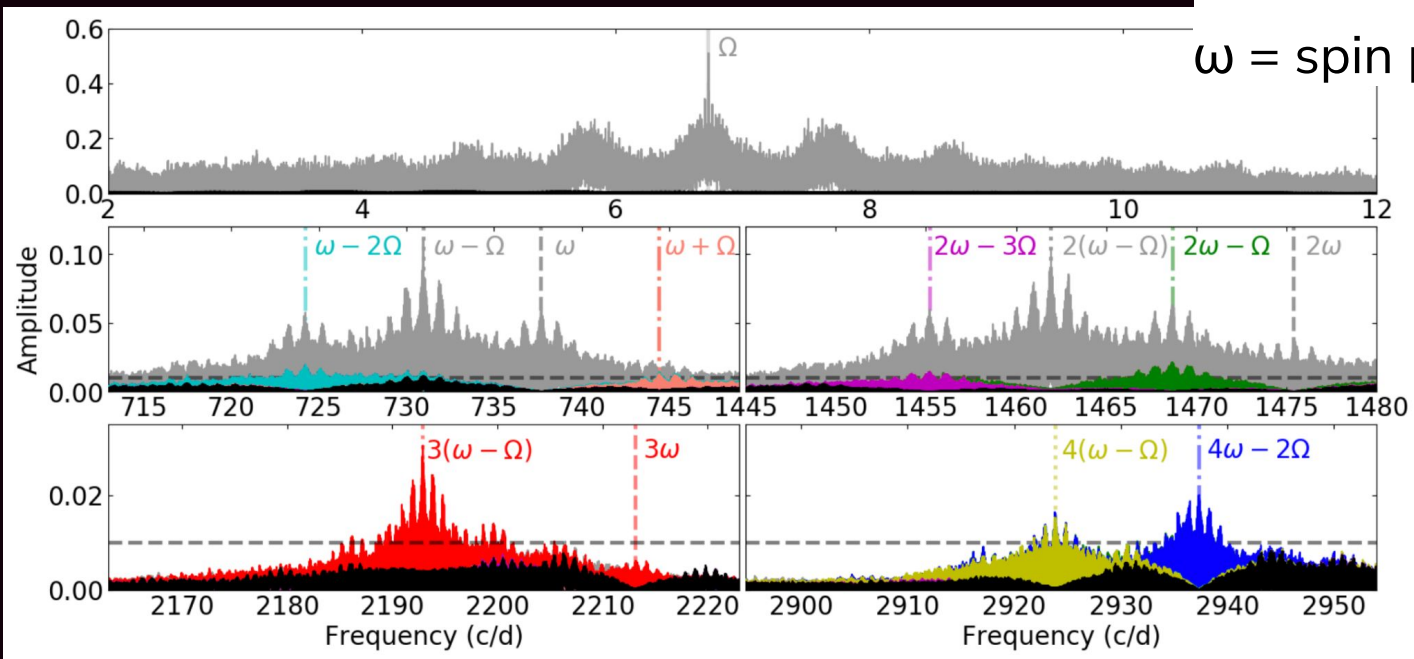 ω = spin
0.6
Ω
0.4
0.2
0.0
2 4 6 8 10 12
Amplitude
0.10
0.05
0.00
ω − 2Ω ω − Ω ω ω + Ω
2ω − 3Ω 2(ω − Ω) 2ω − Ω 2ω
715 720 725 730 735 740 745
1445 1450 1455 1460 1465 1470 1475 1480
0.02
0.00
3(ω − Ω) 3ω
4(ω − Ω) 4ω − 2Ω
2170 2180 2190 2200 2210 2220
2900 2910 2920 2930 2940 2950
Frequency (c/d)
Frequency (c/d)